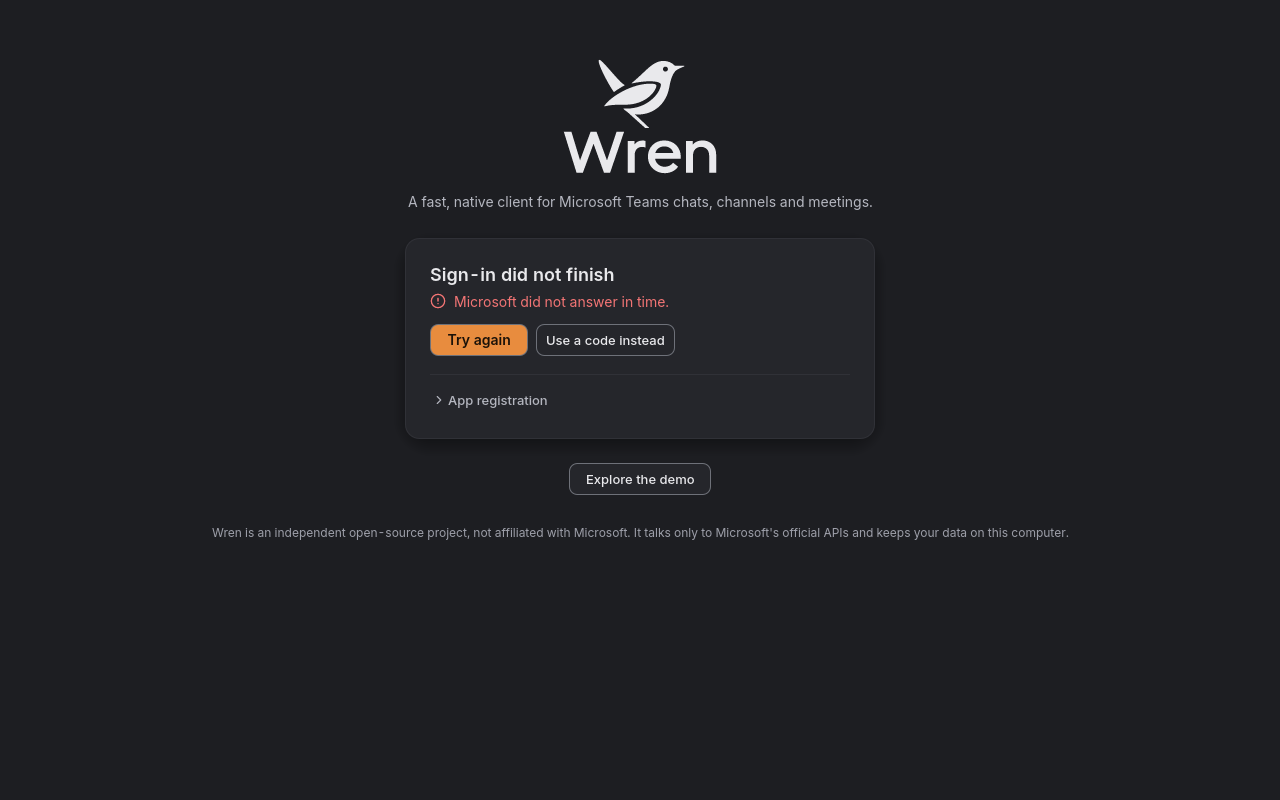 Wren
A fast, native client for Microsoft Teams chats, channels and meetings.
Sign-in did not finish
Microsoft did not answer in time.
Try again
Use a code instead
App registration
Explore the demo
Wren is an independent open-source project, not affiliated with Microsoft. It talks only to Microsoft's official APIs and keeps your data on this computer.